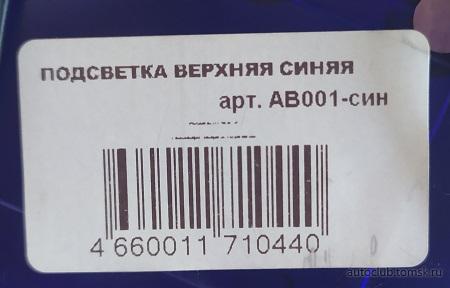 ПОДСВЕТКА ВЕРХНЯЯ СИНЯЯ
арт. АВ001-син
4 660011 710440
autoclub.tomsk.ru